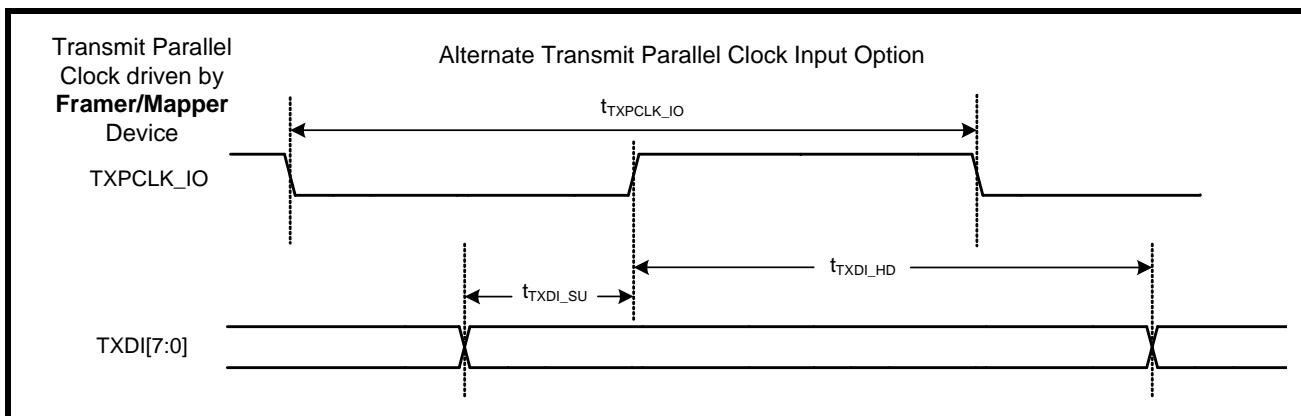 Transmit Parallel
Clock driven by
Framer/Mapper
Device
Alternate Transmit Parallel Clock Input Option
tTXPCLK_IO
TXPCLK_IO
tTXDI_HD
tTXDI_SU
TXDI[7:0]